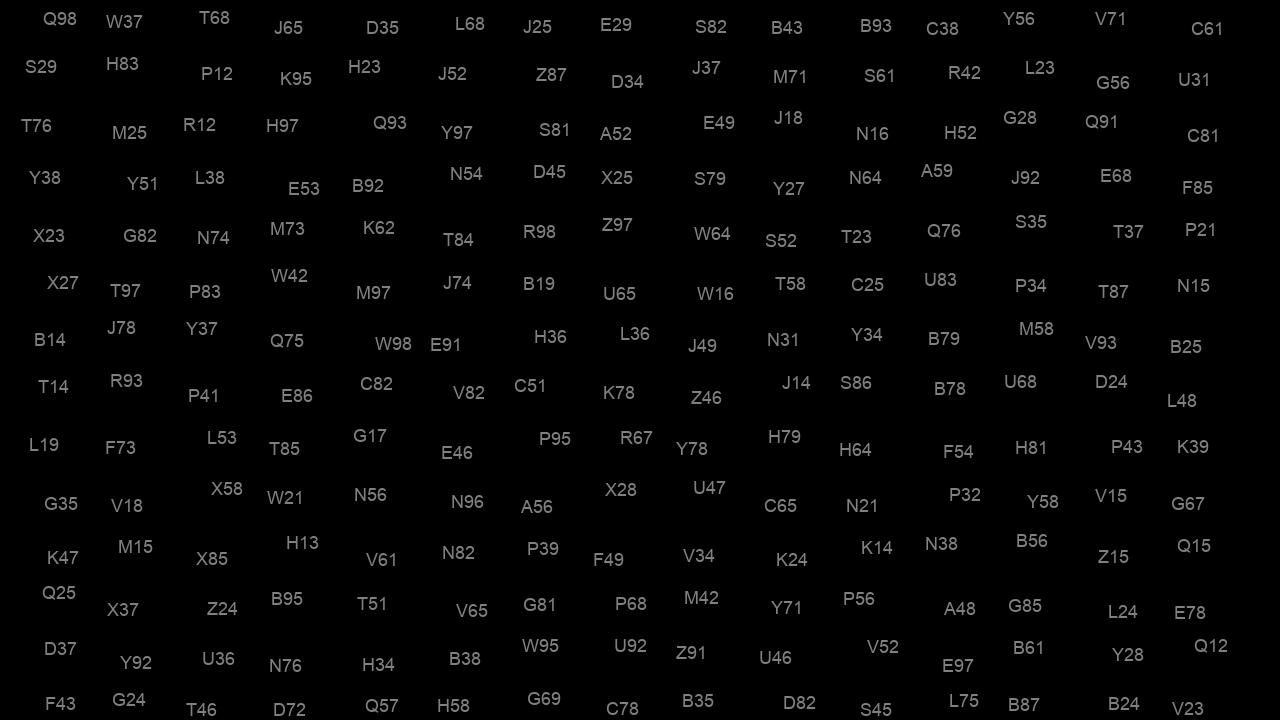 Q98 W37 T68 J65 D35 L68 J25 E29 S82 B43 B93 C38 Y56 V71 C61
S29 H83 P12 K95 H23 J52 Z87 D34 J37 M71 S61 R42 L23 G56 U31
T76 M25 R12 H97 Q93 Y97 S81 A52 E49 J18 N16 H52 G28 Q91 C81
Y38 Y51 L38 E53 B92 N54 D45 X25 S79 Y27 N64 A59 J92 E68 F85
X23 G82 N74 M73 K62 T84 R98 Z97 W64 S52 T23 Q76 S35 T37 P21
X27 T97 P83 W42 M97 J74 B19 U65 W16 T58 C25 U83 P34 T87 N15
B14 J78 Y37 Q75 W98 E91 H36 L36 J49 N31 Y34 B79 M58 V93 B25
T14 R93 P41 E86 C82 V82 C51 K78 Z46 J14 S86 B78 U68 D24 L48
L19 F73 L53 T85 G17 E46 P95 R67 Y78 H79 H64 F54 H81 P43 K39
G35 V18 X58 W21 N56 N96 A56 X28 U47 C65 N21 P32 Y58 V15 G67
K47 M15 X85 H13 V61 N82 P39 F49 V34 K24 K14 N38 B56 Z15 Q15
Q25 X37 Z24 B95 T51 V65 G81 P68 M42 Y71 P56 A48 G85 L24 E78
D37 Y92 U36 N76 H34 B38 W95 U92 Z91 U46 V52 E97 B61 Y28 Q12
F43 G24 T46 D72 Q57 H58 G69 C78 B35 D82 S45 L75 B87 B24 V23